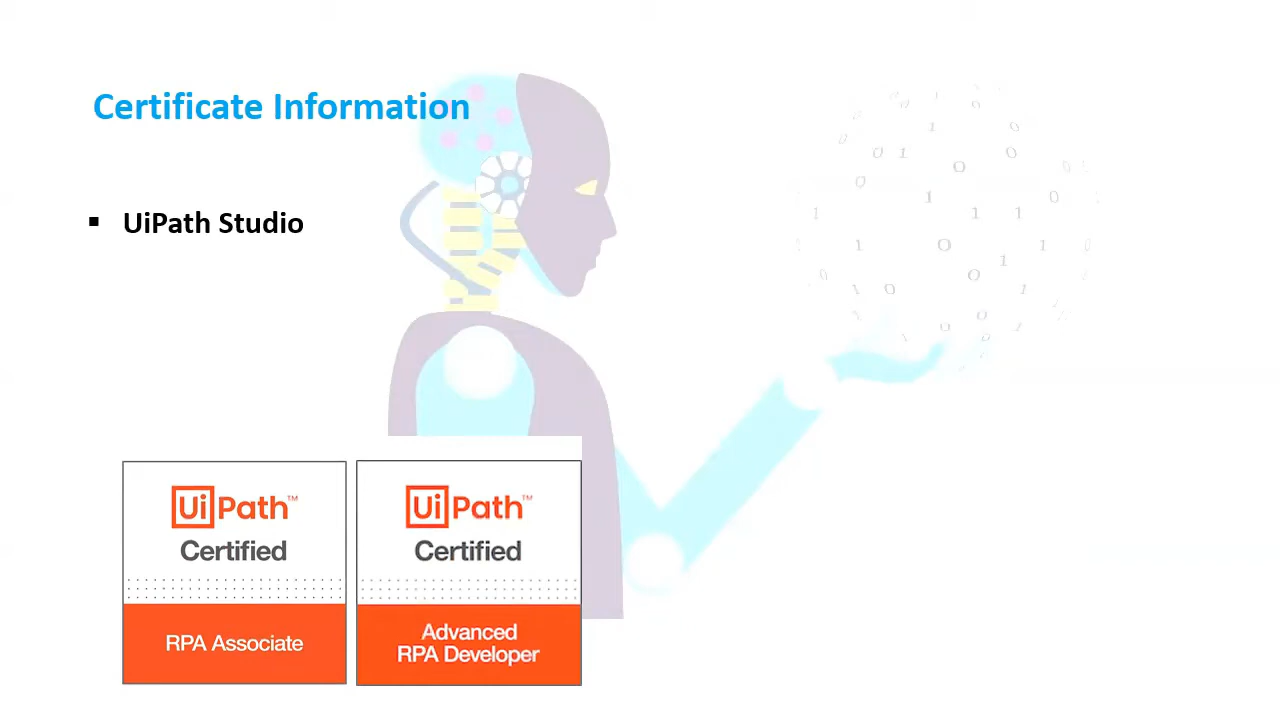 Certificate Information
▪ UiPath Studio
UiPath™
Certified
RPA Associate
UiPath™
Certified
Advanced
RPA Developer